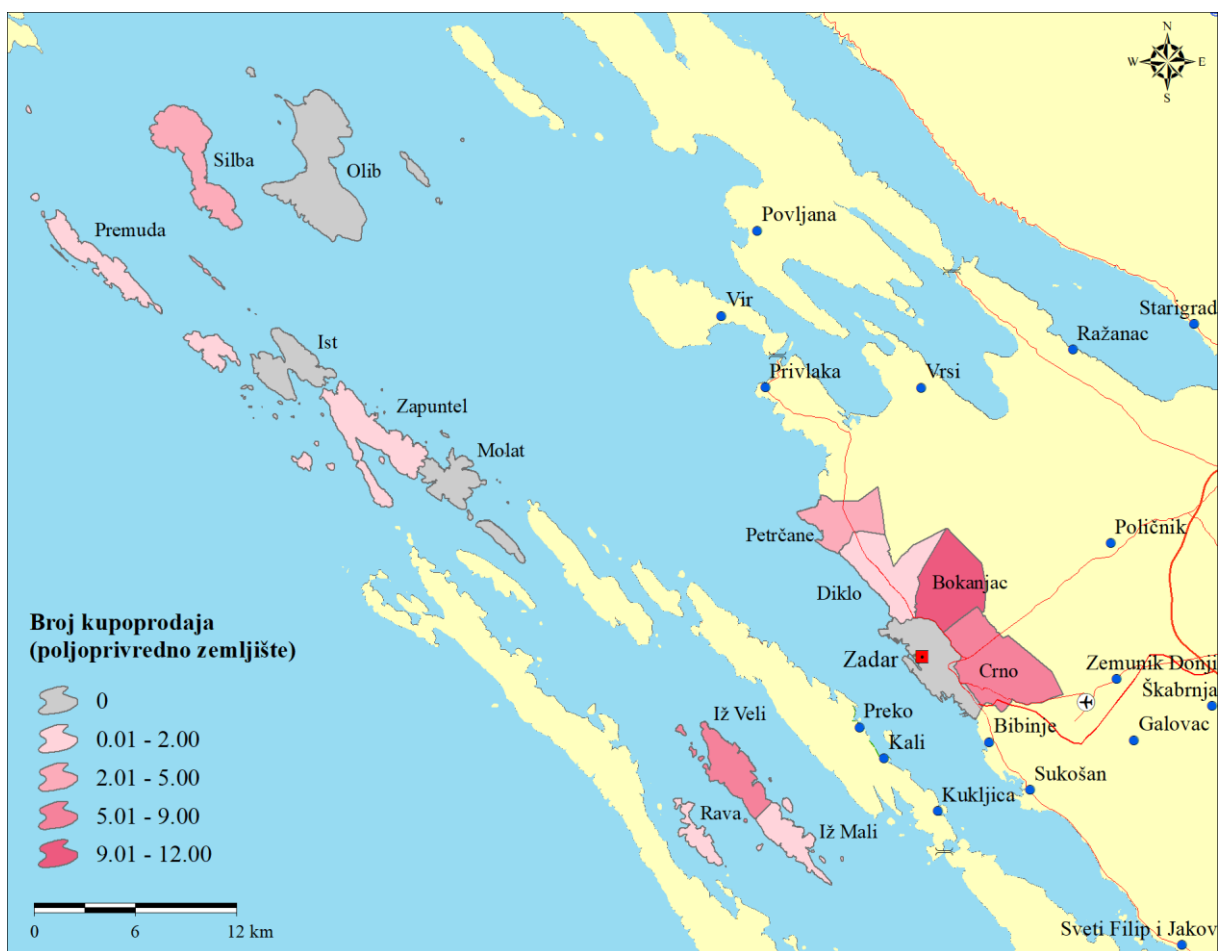 N
W E
S
Silba
Olib
Premuda
Povljana
Vir
Starigrad
Ist
Ražanac
Privlaka
Vrsi
Zapuntel
Molat
Petrčane
Poličnik
Diklo
Bokanjac
Broj kupoprodaja
(poljoprivredno zemljište)
0
0.01 - 2.00
2.01 - 5.00
5.01 - 9.00
9.01 - 12.00
0 6 12 km
Zadar
Crno
Zemunik Donji
Škabrnja
Iž Veli
Preko
Bibinje
Galovac
Kali
Sukošan
Rava
Kukljica
Iž Mali
Sveti Filip i Jakov